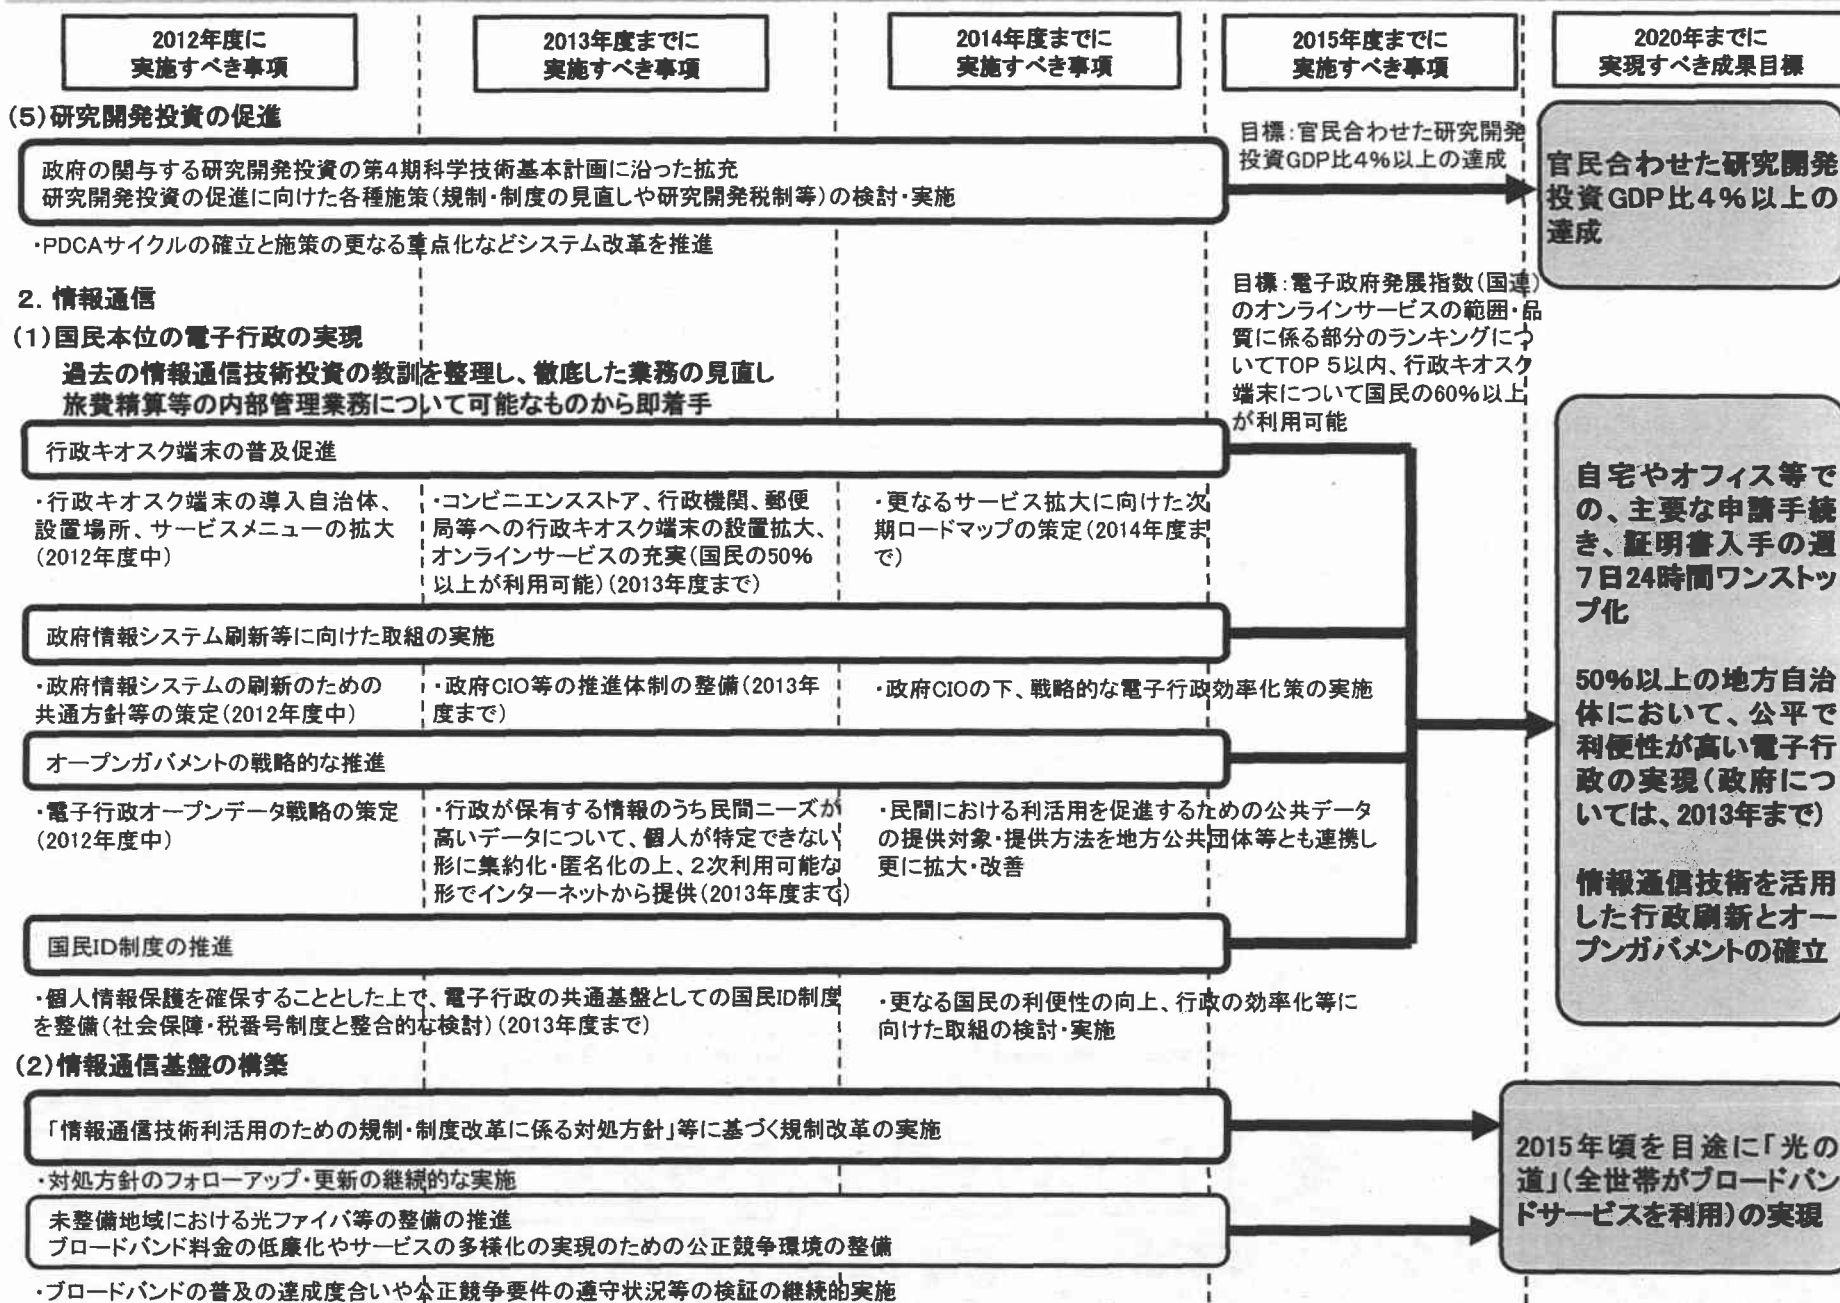 2012年度に
実施すべき事項
2013年度までに
実施すべき事項
2014年度までに
実施すべき事項
2015年度までに
実施すべき事項
2020年までに
実現すべき成果目標
(5)研究開発投資の促進
政府の関与する研究開発投資の第4期科学技術基本計画に沿った拡充
研究開発投資の促進に向けた各種施策(規制・制度の見直しや研究開発税制等)の検討・実施
・PDCAサイクルの確立と施策の更なる重点化などシステム改革を推進
目標:官民合わせた研究開発
投資GDP比4%以上の達成
官民合わせた研究開発
投資GDP比4%以上の
達成
2. 情報通信
(1)国民本位の電子行政の実現
過去の情報通信技術投資の教訓を整理し、徹底した業務の見直し
旅費精算等の内部管理業務について可能なものから即着手
目標:電子政府発展指数(国連)
のオンラインサービスの範囲・品
質に係る部分のランキングにつ
いてTOP 5以内、行政キオスク
端末について国民の60%以上
が利用可能
行政キオスク端末の普及促進
・行政キオスク端末の導入自治体、
設置場所、サービスメニューの拡大
(2012年度中)
・コンビニエンスストア、行政機関、郵便
局等への行政キオスク端末の設置拡大、
オンラインサービスの充実(国民の50%
以上が利用可能)(2013年度まで)
・更なるサービス拡大に向けた次
期ロードマップの策定(2014年度ま
で)
政府情報システム刷新等に向けた取組の実施
・政府情報システムの刷新のための
共通方針等の策定(2012年度中)
・政府CIO等の推進体制の整備(2013年
度まで)
・政府CIOの下、戦略的な電子行政効率化策の実施
オープンガバメントの戦略的な推進
・電子行政オープンデータ戦略の策定
(2012年度中)
・行政が保有する情報のうち民間ニーズが
高いデータについて、個人が特定できない
形に集約化・匿名化の上、2次利用可能な
形でインターネットから提供(2013年度まで)
・民間における利活用を促進するための公共データ
の提供対象・提供方法を地方公共団体等とも連携し
更に拡大・改善
国民ID制度の推進
・個人情報保護を確保することとした上で、電子行政の共通基盤としての国民ID制度
を整備(社会保障・税番号制度と整合的な検討)(2013年度まで)
・更なる国民の利便性の向上、行政の効率化等に
向けた取組の検討・実施
自宅やオフィス等で
の、主要な申請手続
き、証明書入手の週
7日24時間ワンストッ
プ化
50%以上の地方自治
体において、公平で
利便性が高い電子行
政の実現(政府につ
いては、2013年まで)
情報通信技術を活用
した行政刷新とオー
プンガバメントの確立
(2)情報通信基盤の構築
「情報通信技術利活用のための規制・制度改革に係る対処方針」等に基づく規制改革の実施
・対処方針のフォローアップ・更新の継続的な実施
未整備地域における光ファイバ等の整備の推進
ブロードバンド料金の低廉化やサービスの多様化の実現のための公正競争環境の整備
・ブロードバンドの普及の達成度合いや公正競争要件の遵守状況等の検証の継続的実施
2015年頃を目途に「光の
道」(全世帯がブロードバン
ドサービスを利用)の実現